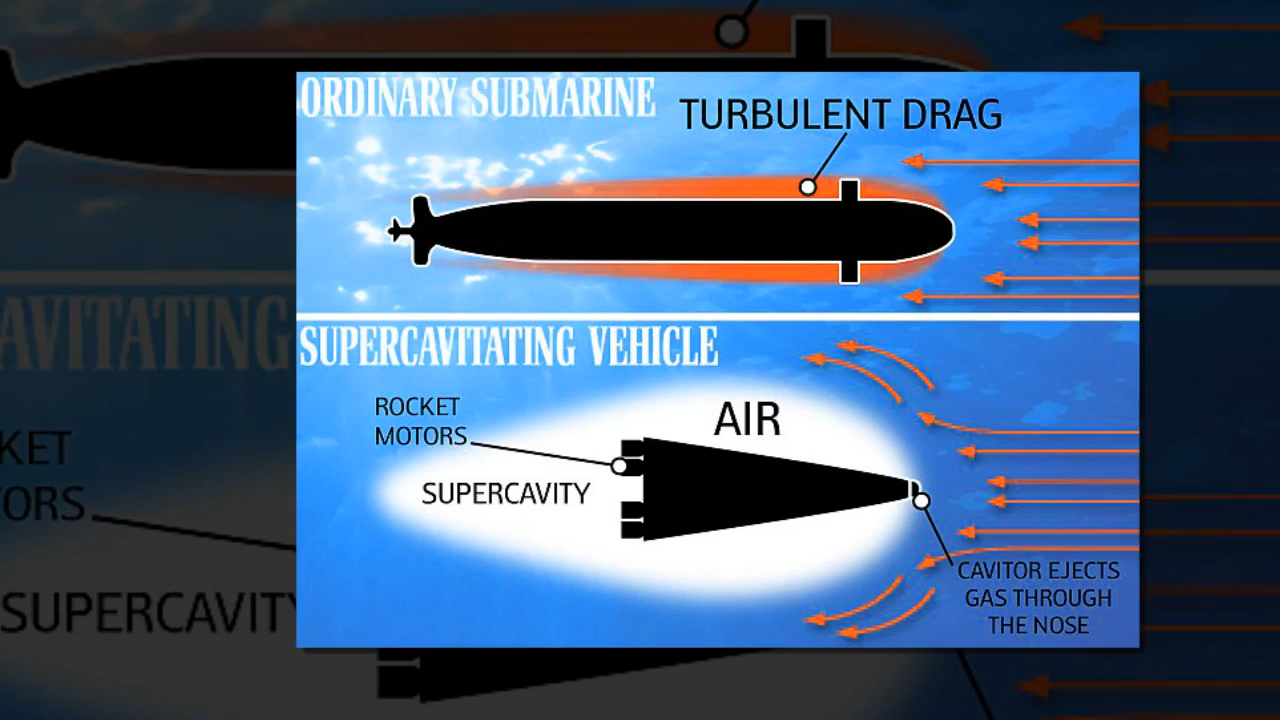 ORDINARY SUBMARINE
TURBULENT DRAG
SUPERCAVITATING VEHICLE
ROCKET
MOTORS
AIR
SUPERCAVITY
CAVITOR EJECTS
GAS THROUGH
THE NOSE
AVITATING
KET
TORS
SUPERCAVITY